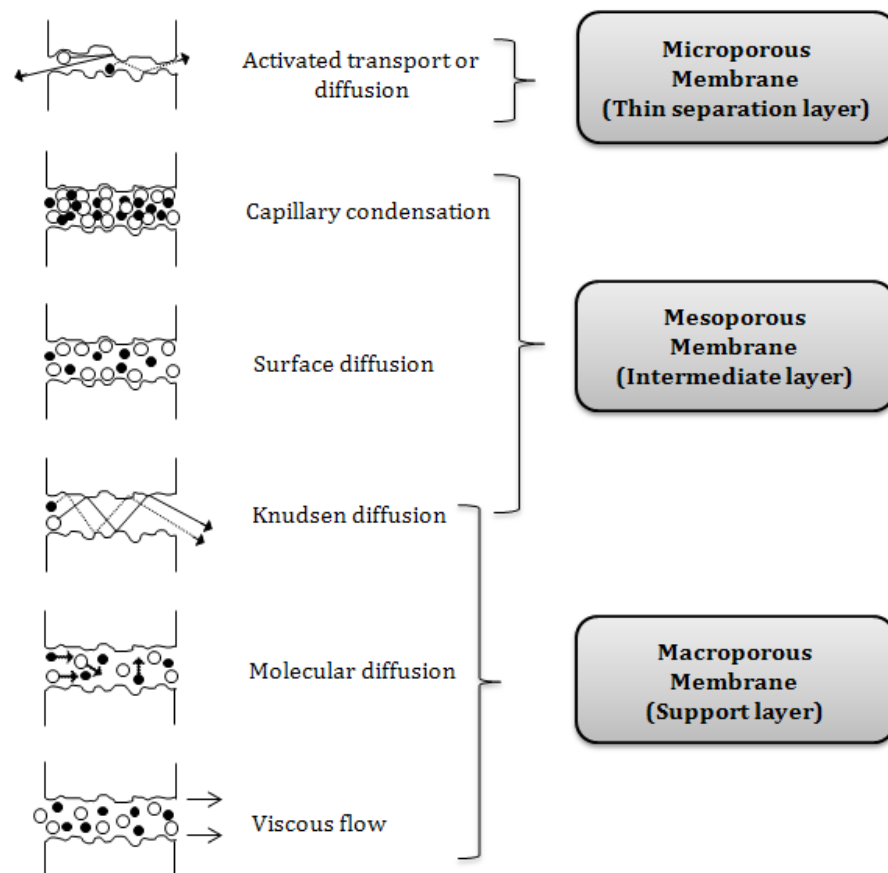 Activated transport or
diffusion
Microporous
Membrane
(Thin separation layer)
Capillary condensation
Surface diffusion
Mesoporous
Membrane
(Intermediate layer)
Knudsen diffusion
Molecular diffusion
Macroporous
Membrane
(Support layer)
Viscous flow